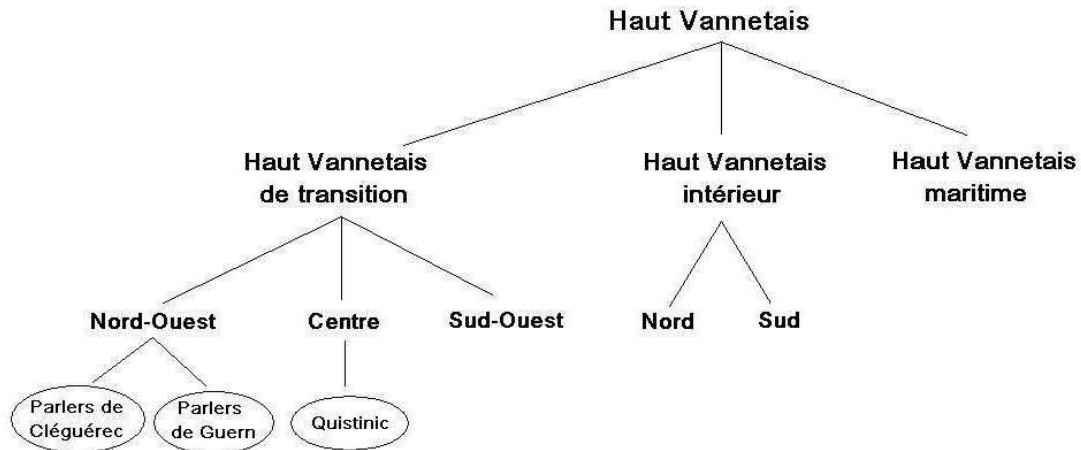 Haut Vannetais
Haut Vannetais
de transition
Haut Vannetais
intérieur
Haut Vannetais
maritime
Nord-Ouest
Centre
Sud-Ouest
Nord
Sud
Parlers de
Cléguérec
Parlers
de Guern
Quistinic